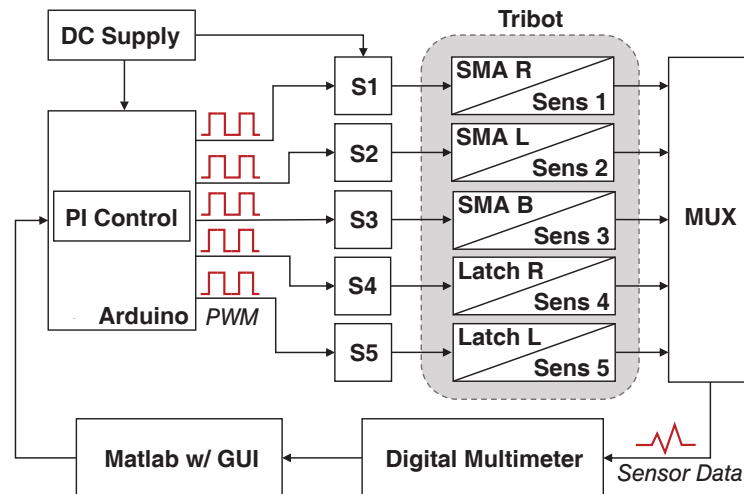 Tribot
DC Supply
S1
SMA R
Sens 1
S2
SMA L
Sens 2
PI Control
S3
SMA B
Sens 3
MUX
S4
Latch R
Sens 4
Arduino
PWM
S5
Latch L
Sens 5
Matlab w/ GUI
Digital Multimeter
Sensor Data